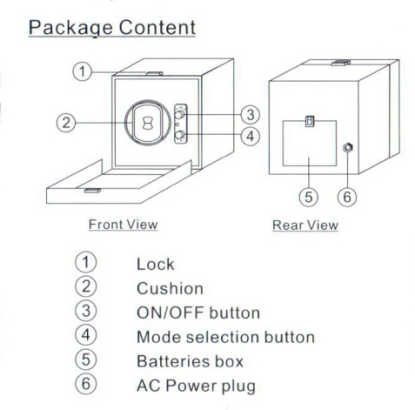 Package Content
1
2
3
4
5
6
Front View Rear View
1 Lock
2 Cushion
3 ON/OFF button
4 Mode selection button
5 Batteries box
6 AC Power plug